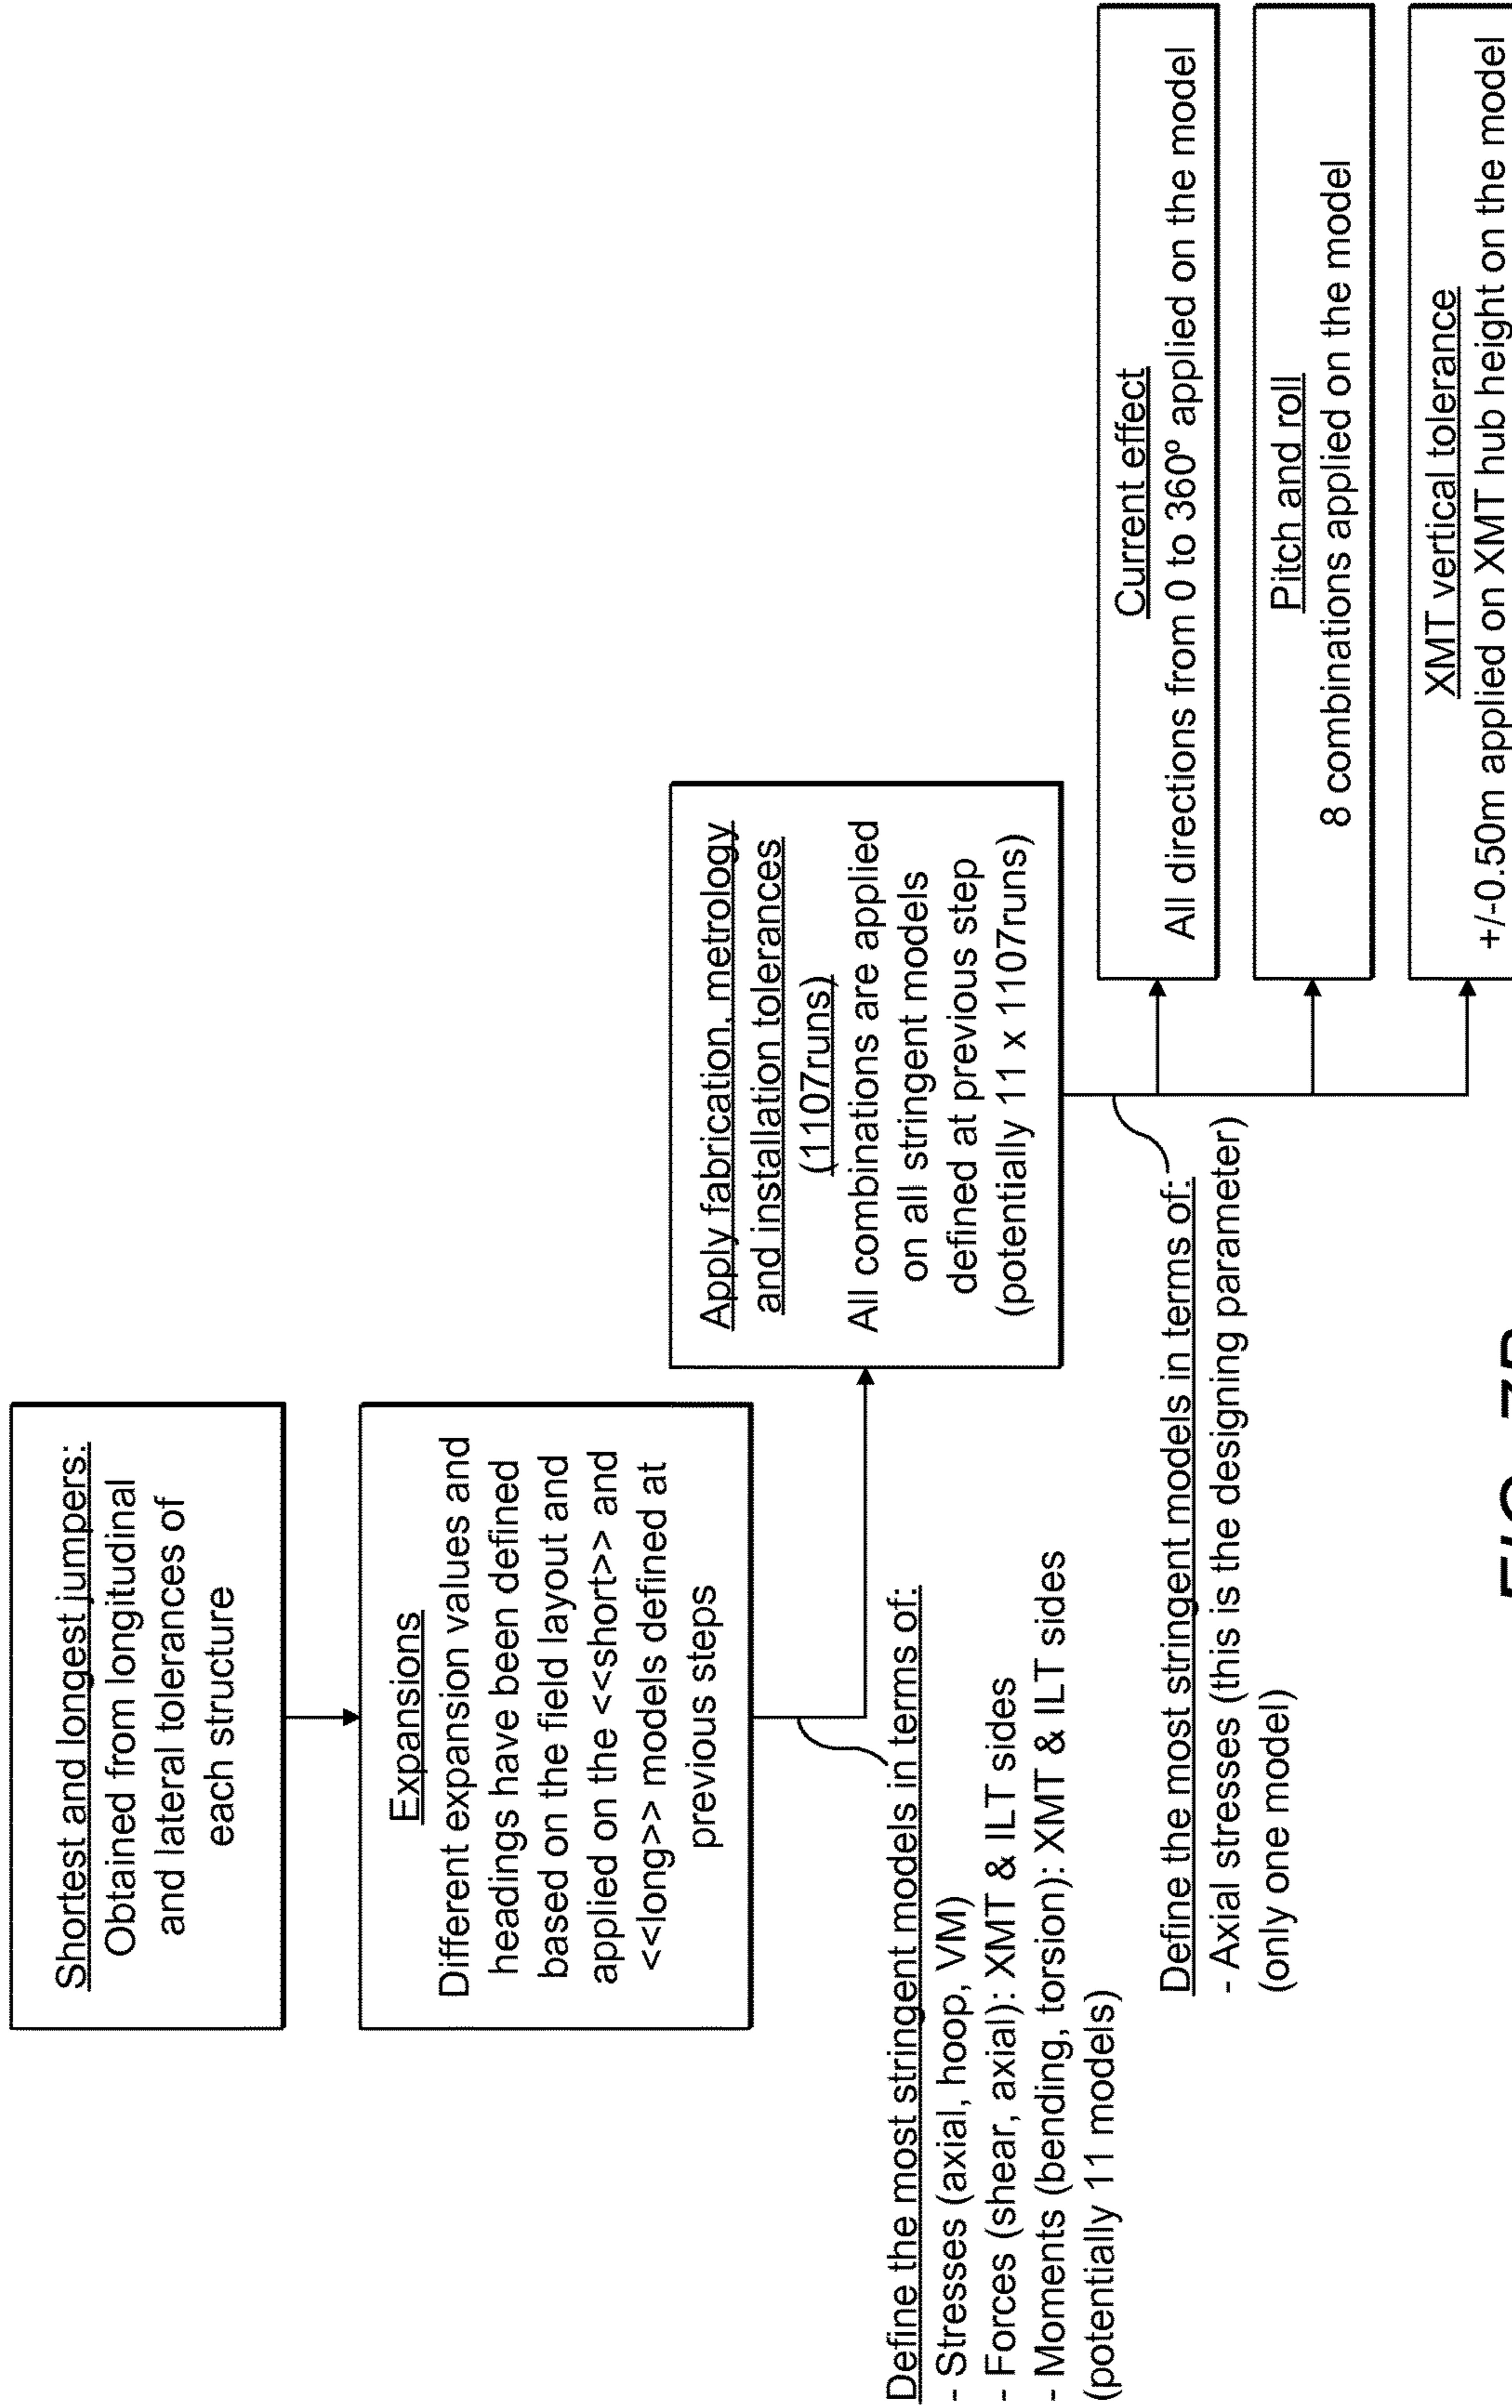 Shortest and longest jumpers:
Obtained from longitudinal
and lateral tolerances of
each structure
Expansions
Different expansion values and
headings have been defined
based on the field layout and
applied on the <<short>> and
<<long>> models defined at
previous steps
Define the most stringent models in terms of:
- Stresses (axial, hoop, VM)
- Forces (shear, axial): XMT & ILT sides
- Moments (bending, torsion): XMT & ILT sides
(potentially 11 models)
Apply fabrication, metrology
and installation tolerances
(1107runs)
All combinations are applied
on all stringent models
defined at previous step
(potentially 11 x 1107runs)
Define the most stringent models in terms of:
- Axial stresses (this is the designing parameter)
(only one model)
Current effect
All directions from 0 to 360º applied on the model
Pitch and roll
8 combinations applied on the model
XMT vertical tolerance
+/-0.50m applied on XMT hub height on the model